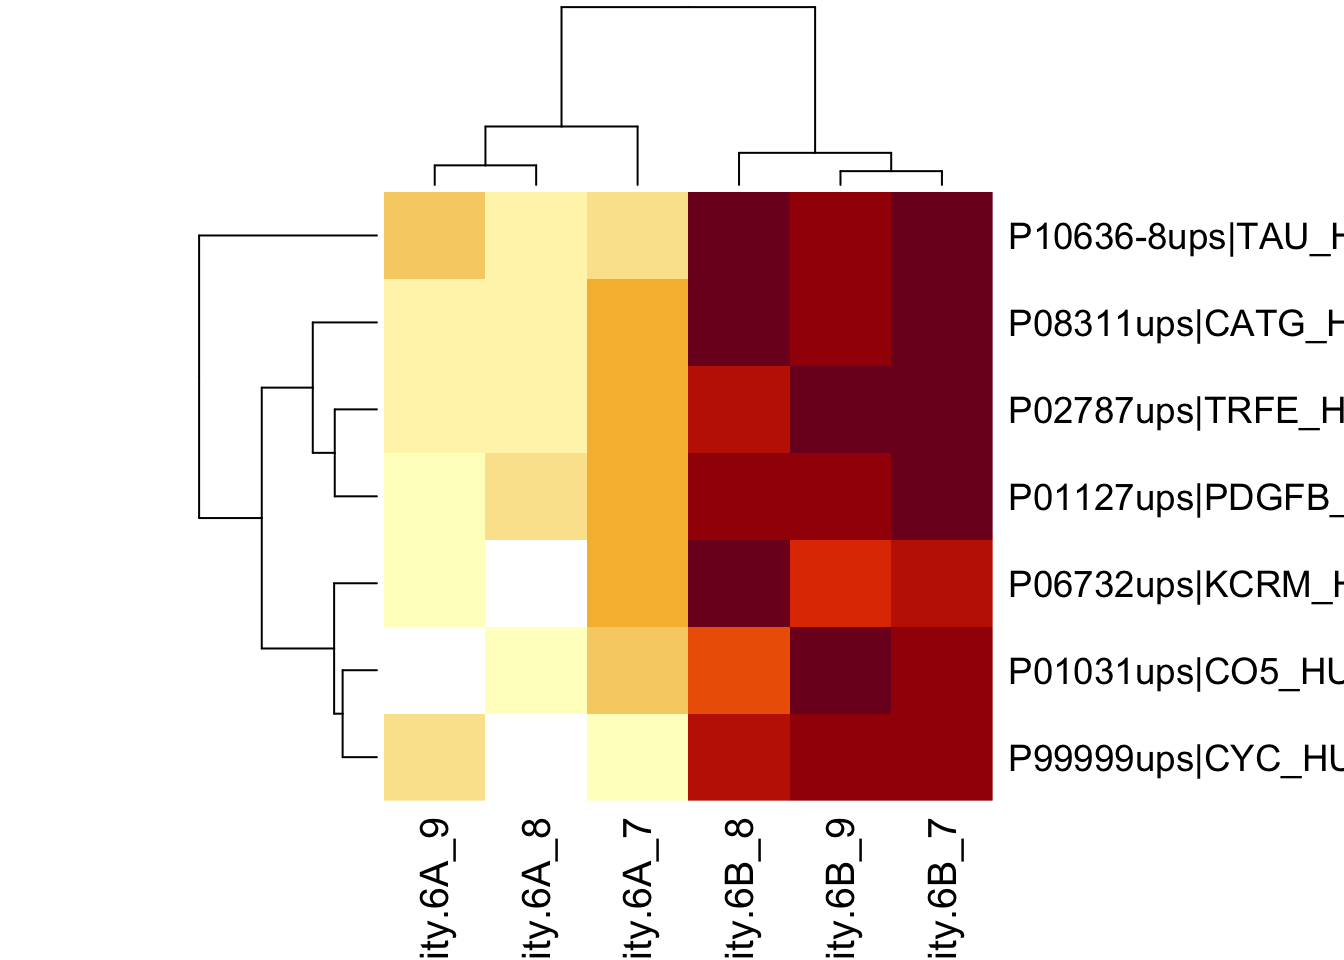 P10636-8ups|TAU_H
P08311ups|CATG_H
P02787ups|TRFE_H
P01127ups|PDGFB_
P06732ups|KCRM_H
P01031ups|CO5_HU
P99999ups|CYC_HU
ity.6A_9
ity.6A_8
ity.6A_7
ity.6B_8
ity.6B_9
ity.6B_7